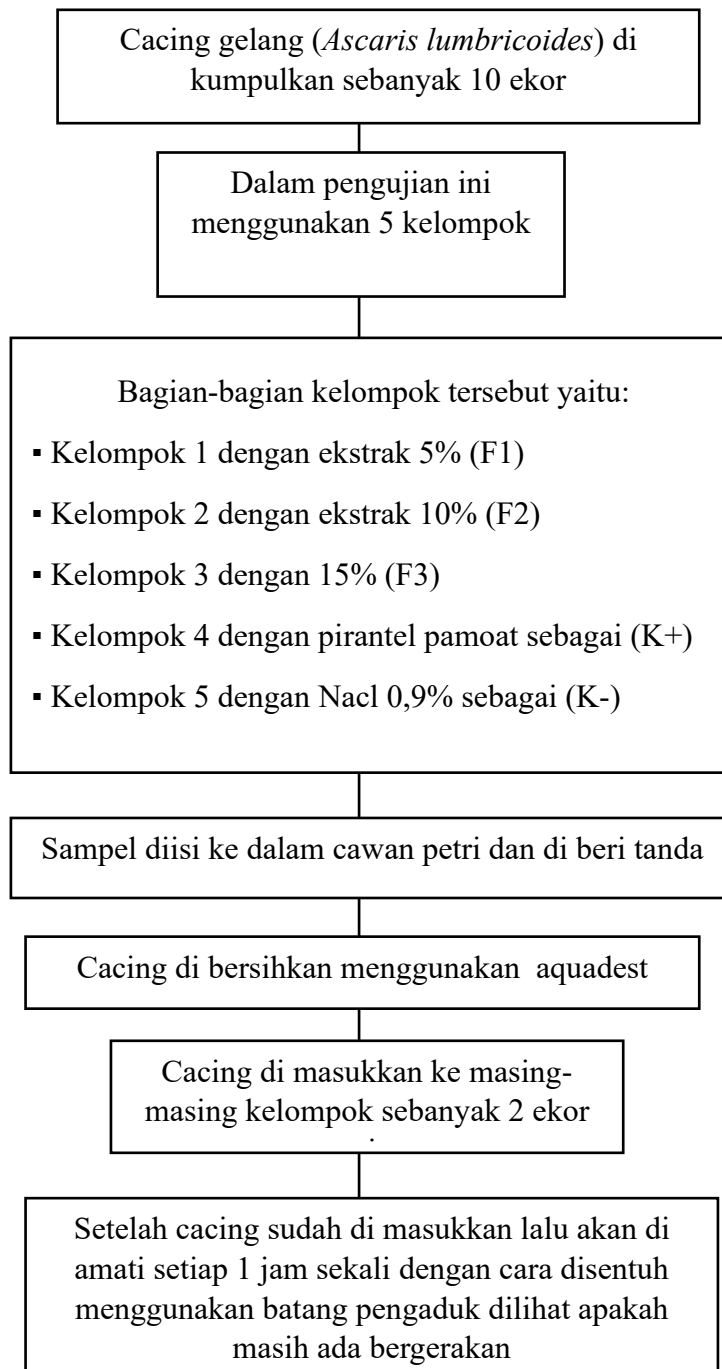 Cacing gelang (Ascaris lumbricoides) di
kumpulkan sebanyak 10 ekor
Dalam pengujian ini
menggunakan 5 kelompok
Bagian-bagian kelompok tersebut yaitu:
▪ Kelompok 1 dengan ekstrak 5% (F1)
▪ Kelompok 2 dengan ekstrak 10% (F2)
▪ Kelompok 3 dengan 15% (F3)
▪ Kelompok 4 dengan pirantel pamoat sebagai (K+)
▪ Kelompok 5 dengan Nacl 0,9% sebagai (K-)
Sampel diisi ke dalam cawan petri dan di beri tanda
Cacing di bersihkan menggunakan aquadest
Cacing di masukkan ke masing-
masing kelompok sebanyak 2 ekor
.
Setelah cacing sudah di masukkan lalu akan di
amati setiap 1 jam sekali dengan cara disentuh
menggunakan batang pengaduk dilihat apakah
masih ada bergerakan